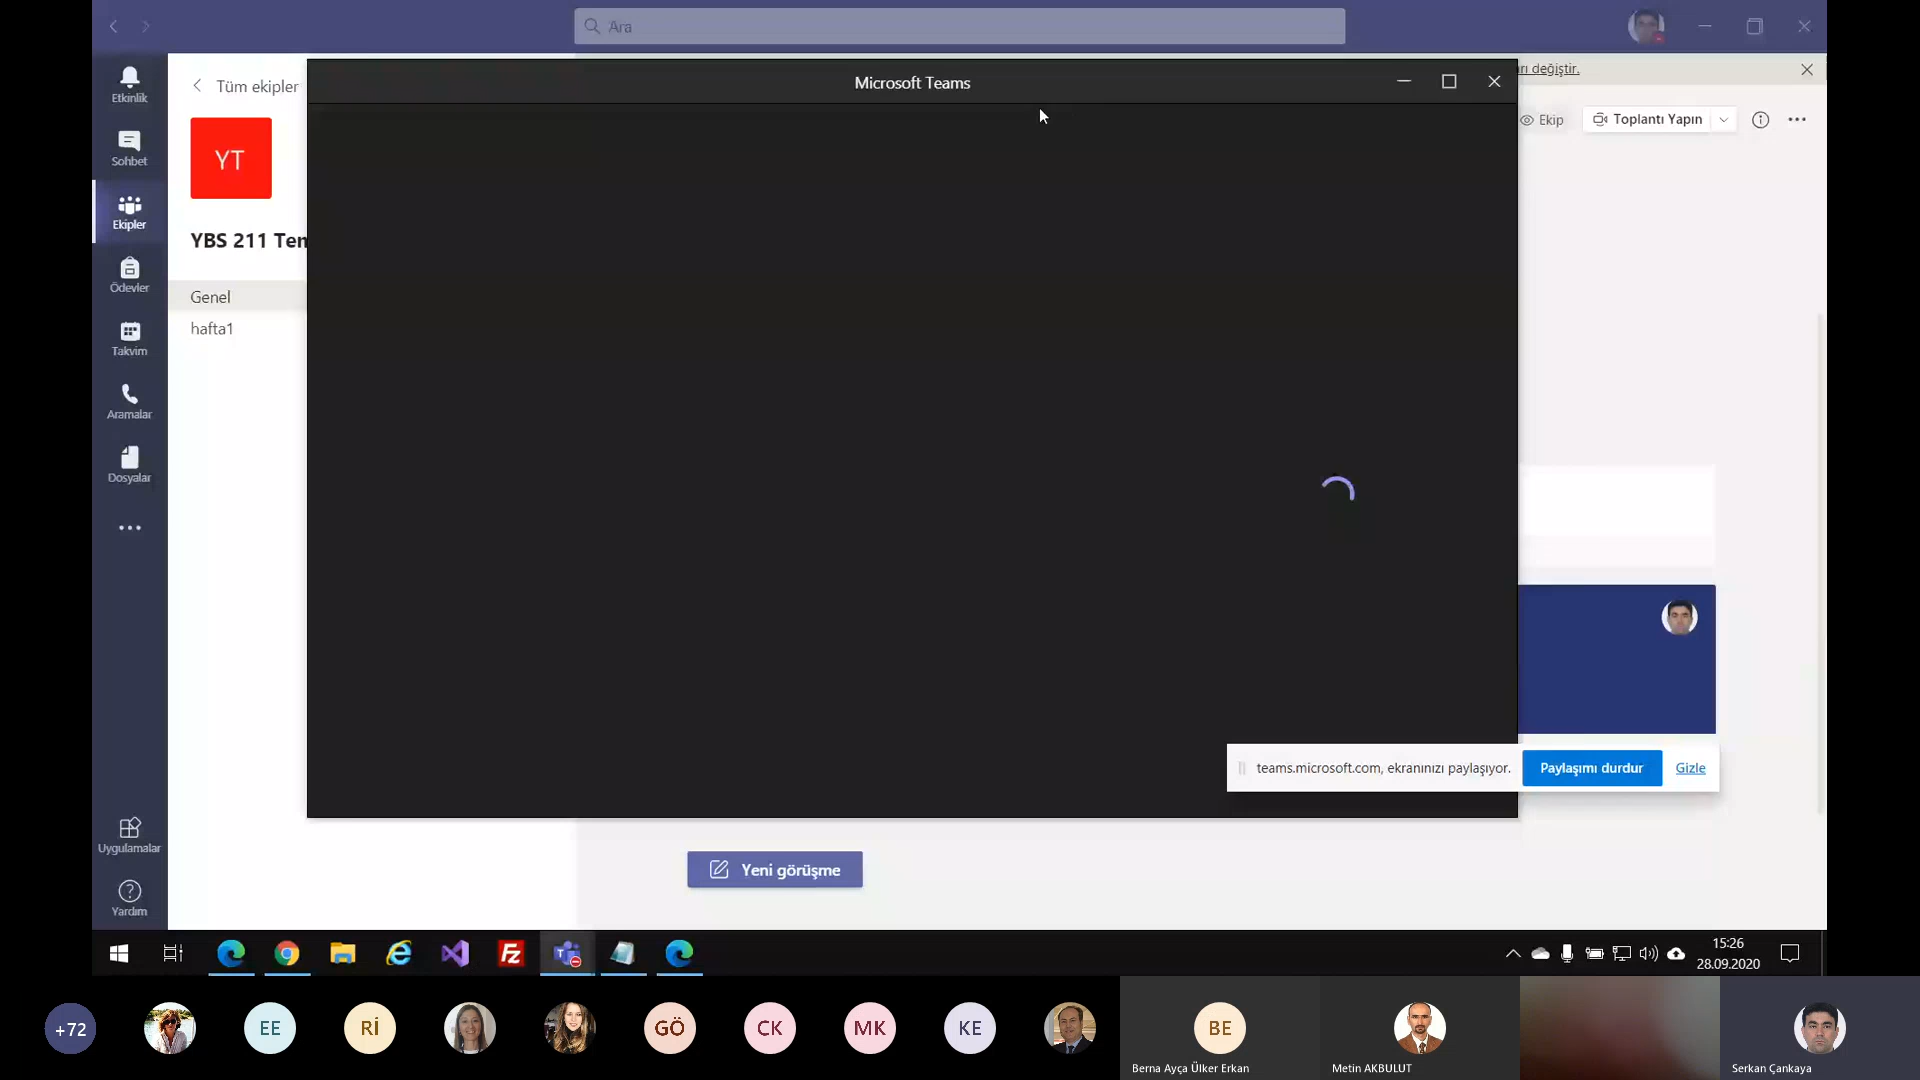 Ara
Etkinlik
Sohbet
Ekipler
Ödevler
Takvim
Aramalar
Dosyalar
Uygulamalar
Yardım
Tüm ekipler
YT
YBS 211
Genel
hafta1
Microsoft Teams
değiştir.
Ekip
Toplantı Yapın
teams.microsoft.com, ekranınızı paylaşıyor.
Paylaşımı durdur
Gizle
Yeni görüşme
15:26
28.09.2020
+72
EE
Rİ
GÖ
CK
MK
KE
BE
Berna Ayça Ülker Erkan
Metin AKBULUT
Serkan Çankaya